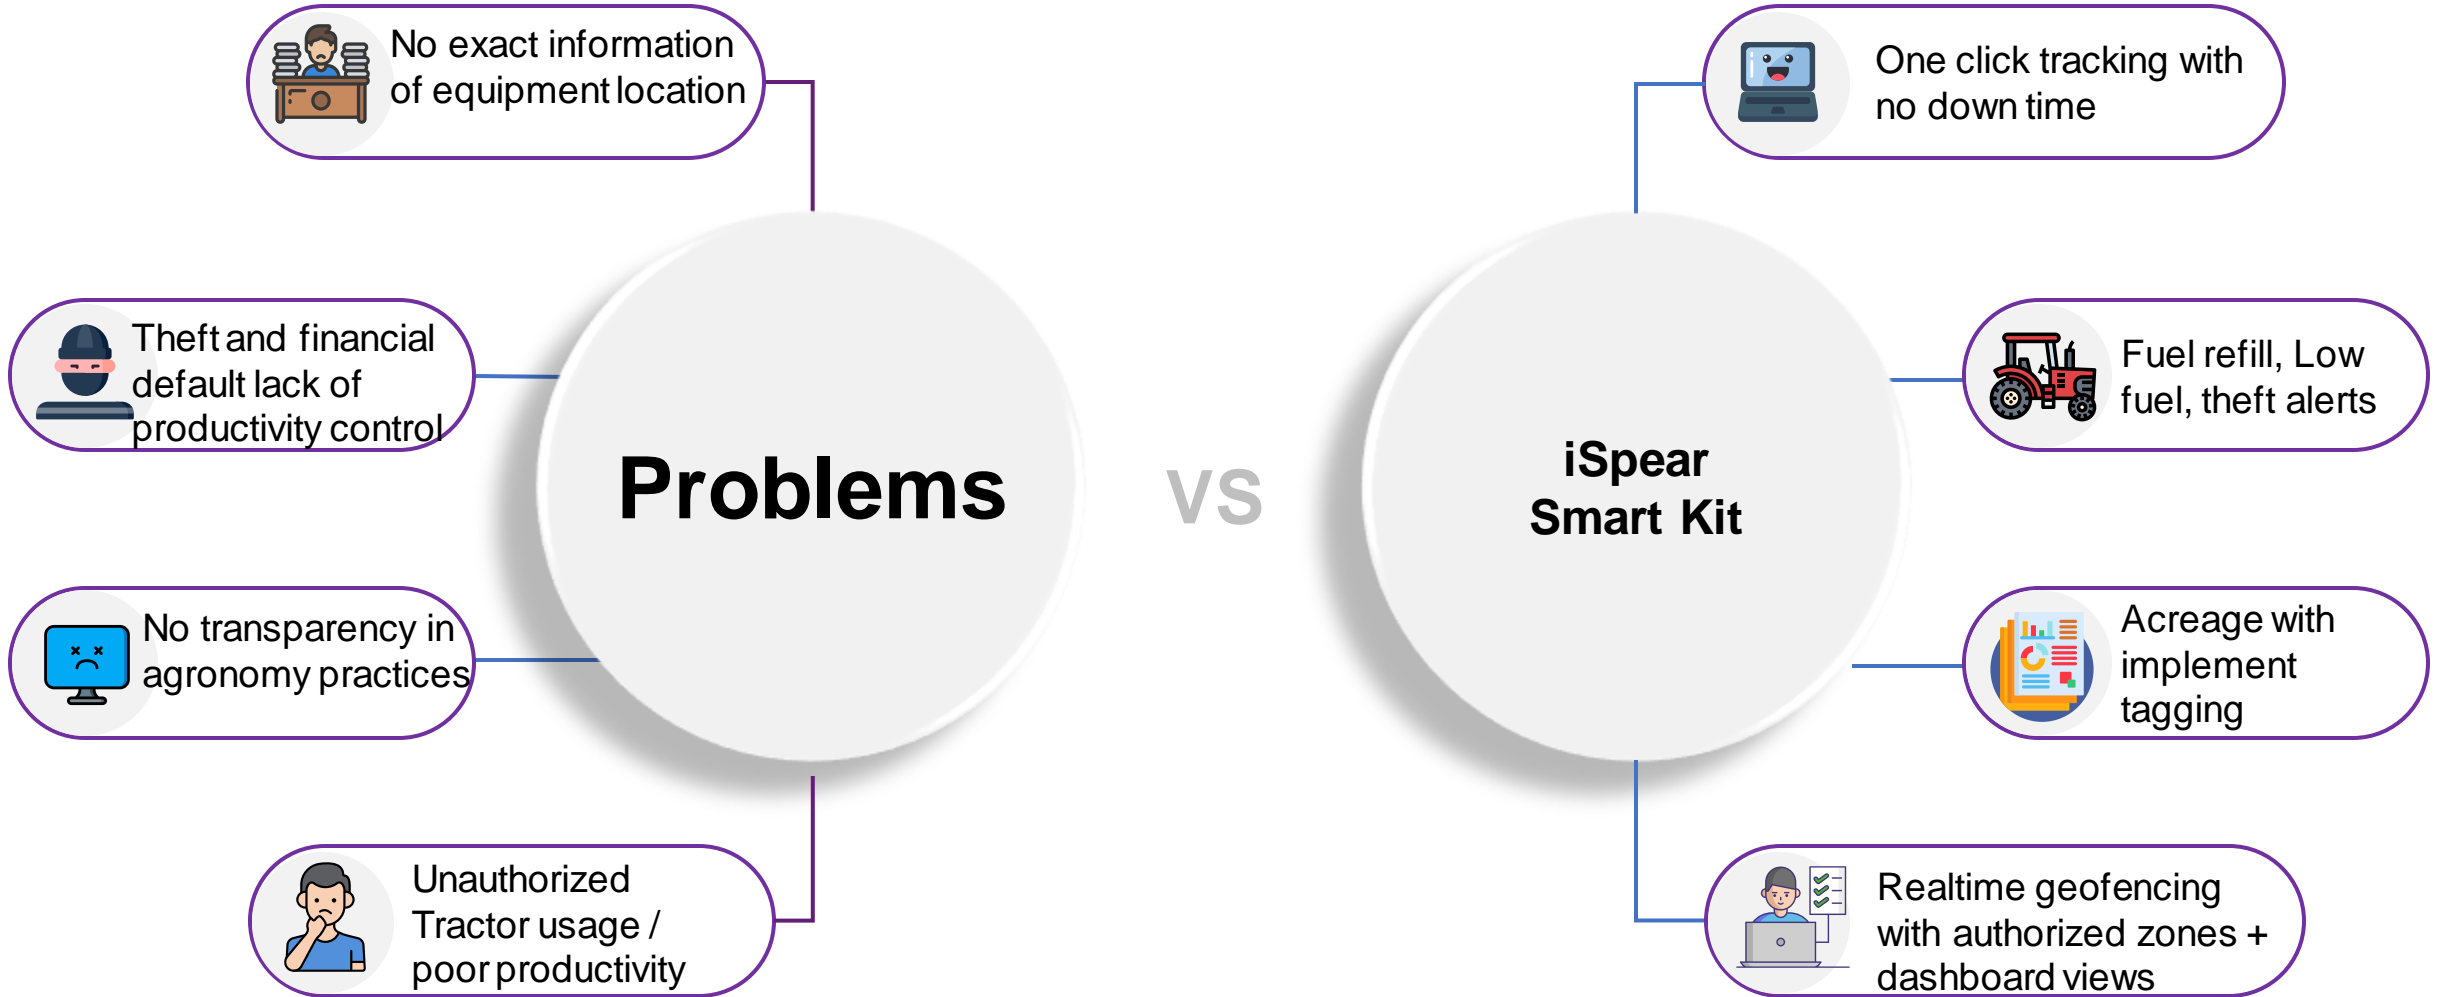 No exact information
of equipment location
Theft and financial
default lack of
productivity control
No transparency in
agronomy practices
Unauthorized
Tractor usage /
poor productivity
Problems
VS
iSpear
Smart Kit
One click tracking with
no down time
Fuel refill, Low
fuel, theft alerts
Acreage with
implement
tagging
Realtime geofencing
with authorized zones +
dashboard views